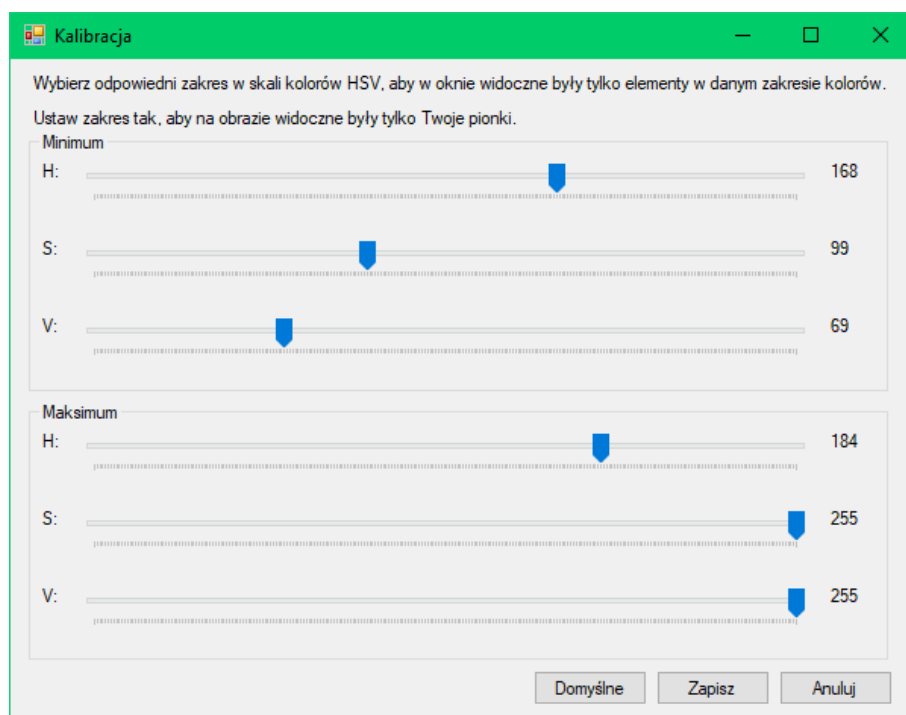 Kalibracja
Wybierz odpowiedni zakres w skali kolorów HSV, aby w oknie widoczne były tylko elementy w danym zakresie kolorów.
Ustaw zakres tak, aby na obrazie widoczne były tylko Twoje pionki.
Minimum
H: 168
S: 99
V: 69
Maksimum
H: 184
S: 255
V: 255
Domyślne Zapisz Anuluj